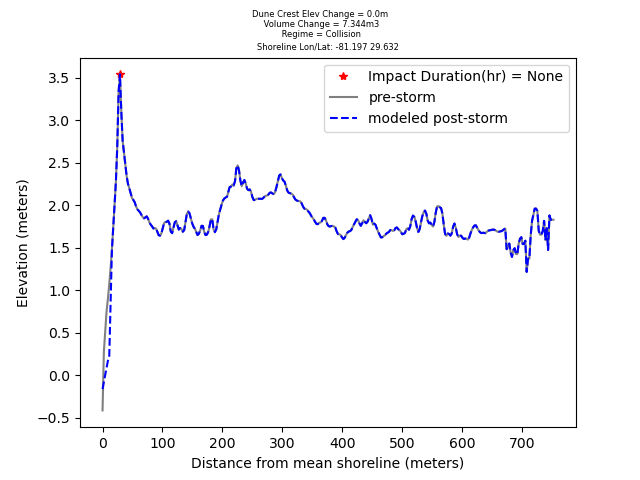 Dune Crest Elev Change = 0.0m
Volume Change = 7.344m3
Regime = Collision
Shoreline Lon/Lat: -81.197 29.632
Impact Duration(hr) = None
pre-storm
modeled post-storm
3.5
3.0
2.5
2.0
1.5
1.0
0.5
0.0
−0.5
Elevation (meters)
0 100 200 300 400 500 600 700
Distance from mean shoreline (meters)